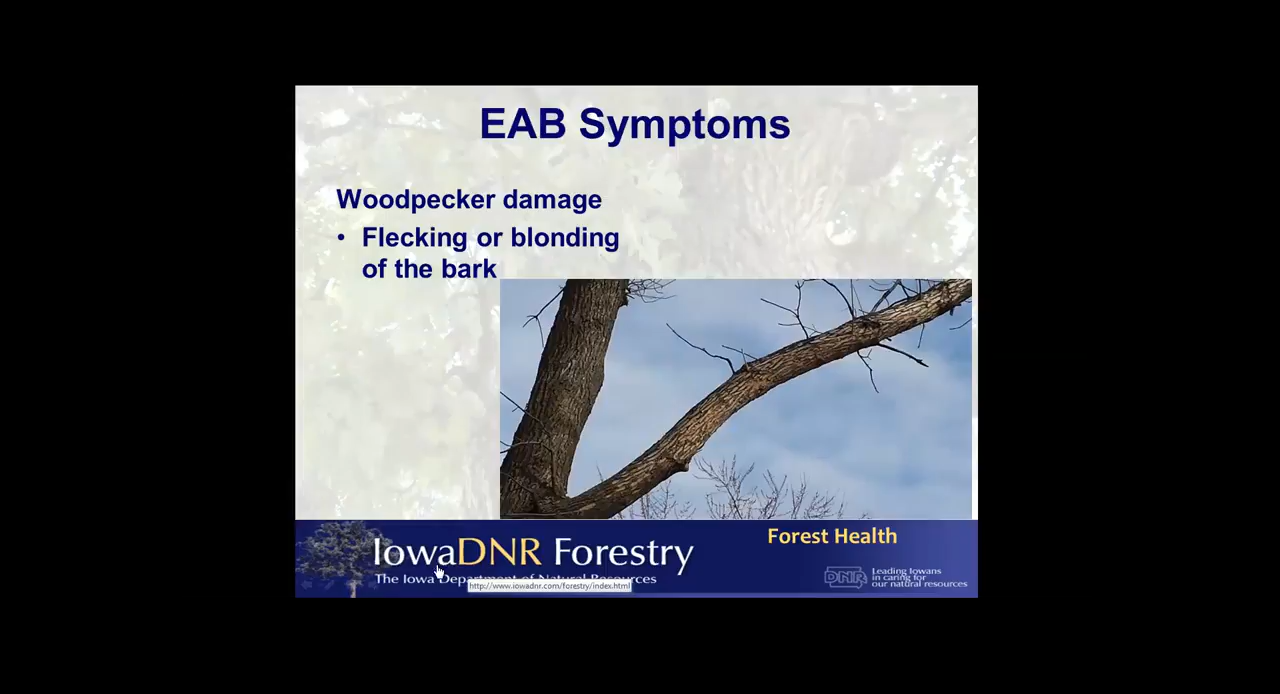 EAB Symptoms
Woodpecker damage
• Flecking or blonding
of the bark
Forest Health
IowaDNR Forestry
The Iowa Department of Natural Resources
http://www.iowadnr.com/forestry/index.html
DNR
Leading Iowans
in caring for
our natural resources